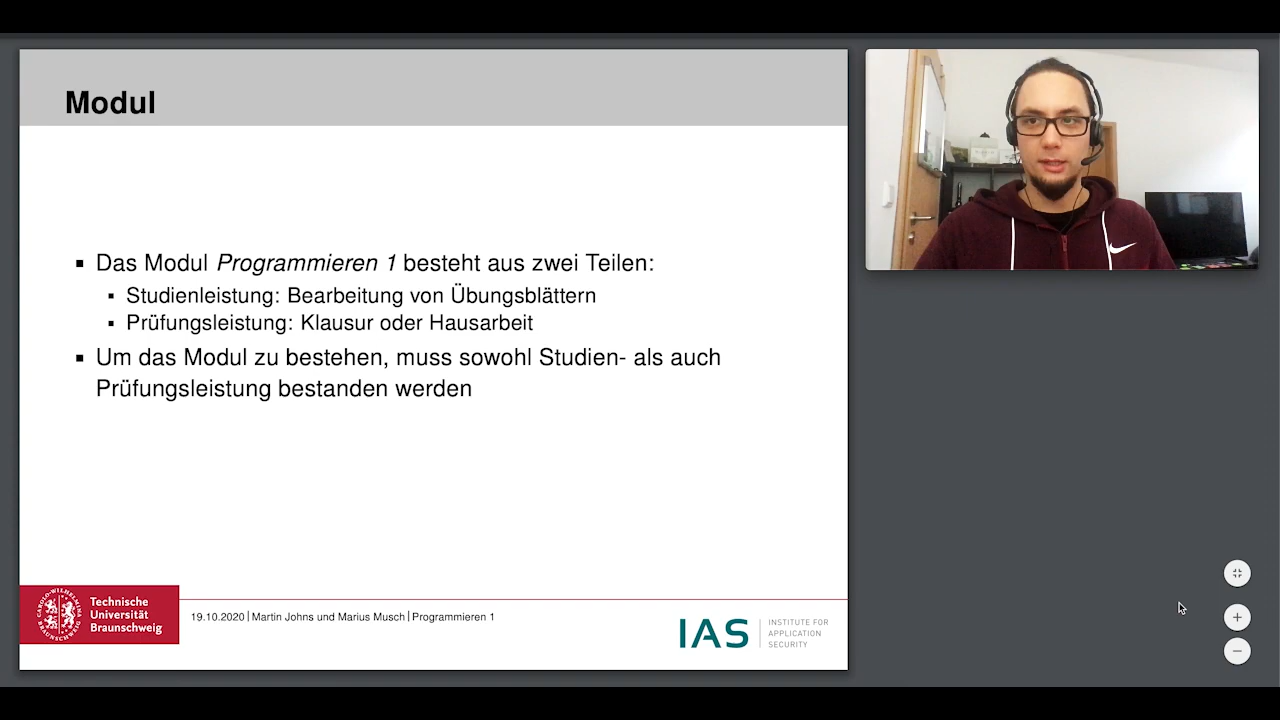 Modul
Das Modul Programmieren 1 besteht aus zwei Teilen:
Studienleistung: Bearbeitung von Übungsblättern
Prüfungsleistung: Klausur oder Hausarbeit
Um das Modul zu bestehen, muss sowohl Studien- als auch
Prüfungsleistung bestanden werden
Technische
Universität
Braunschweig
19.10.2020 | Martin Johns und Marius Musch | Programmieren 1
IAS
INSTITUTE FOR
APPLICATION
SECURITY